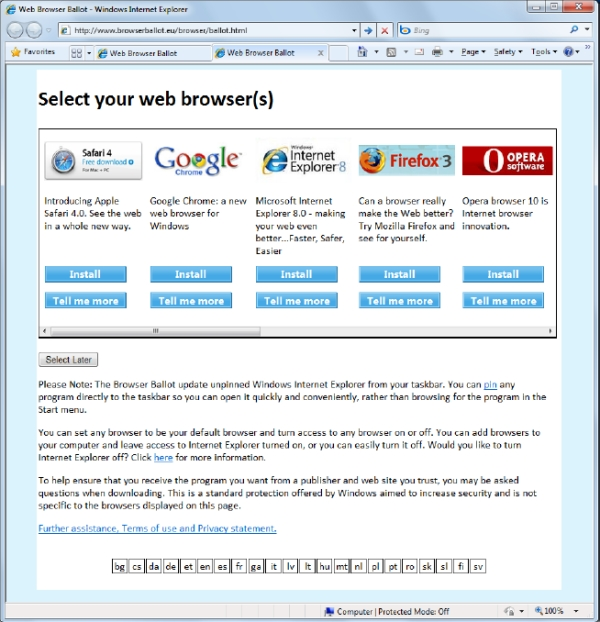 Web Browser Ballot - Windows Internet Explorer
http://www.browserballot.eu/browser/ballot.html
Bing
Favorites
Web Browser Ballot
Web Browser Ballot
Page
Safety
Tools
Select your web browser(s)
Safari 4
Free download
For Mac + PC
Google
Chrome
Windows
Internet
Explorer 8
Firefox 3
OPERA
software
Introducing Apple
Safari 4.0. See the web
in a whole new way.
Google Chrome: a new
web browser for
Windows
Microsoft Internet
Explorer 8.0 - making
your web even
better...Faster, Safer,
Easier
Can a browser really
make the Web better?
Try Mozilla Firefox and
see for yourself.
Opera browser 10 is
Internet browser
innovation.
Install Install Install Install Install
Tell me more Tell me more Tell me more Tell me more Tell me more
Select Later
Please Note: The Browser Ballot update unpinned Windows Internet Explorer from your taskbar. You can pin any
program directly to the taskbar so you can open it quickly and conveniently, rather than browsing for the program in the
Start menu.
You can set any browser to be your default browser and turn access to any browser on or off. You can add browsers to
your computer and leave access to Internet Explorer turned on, or you can easily turn it off. Would you like to turn
Internet Explorer off? Click here for more information.
To help ensure that you receive the program you want from a publisher and web site you trust, you may be asked
questions when downloading. This is a standard protection offered by Windows aimed to increase security and is not
specific to the browsers displayed on this page.
Further assistance, Terms of use and Privacy statement.
bg cs da de et en es fr ga it lv lt hu mt nl pl pt ro sk sl fi sv
Computer | Protected Mode: Off
100%